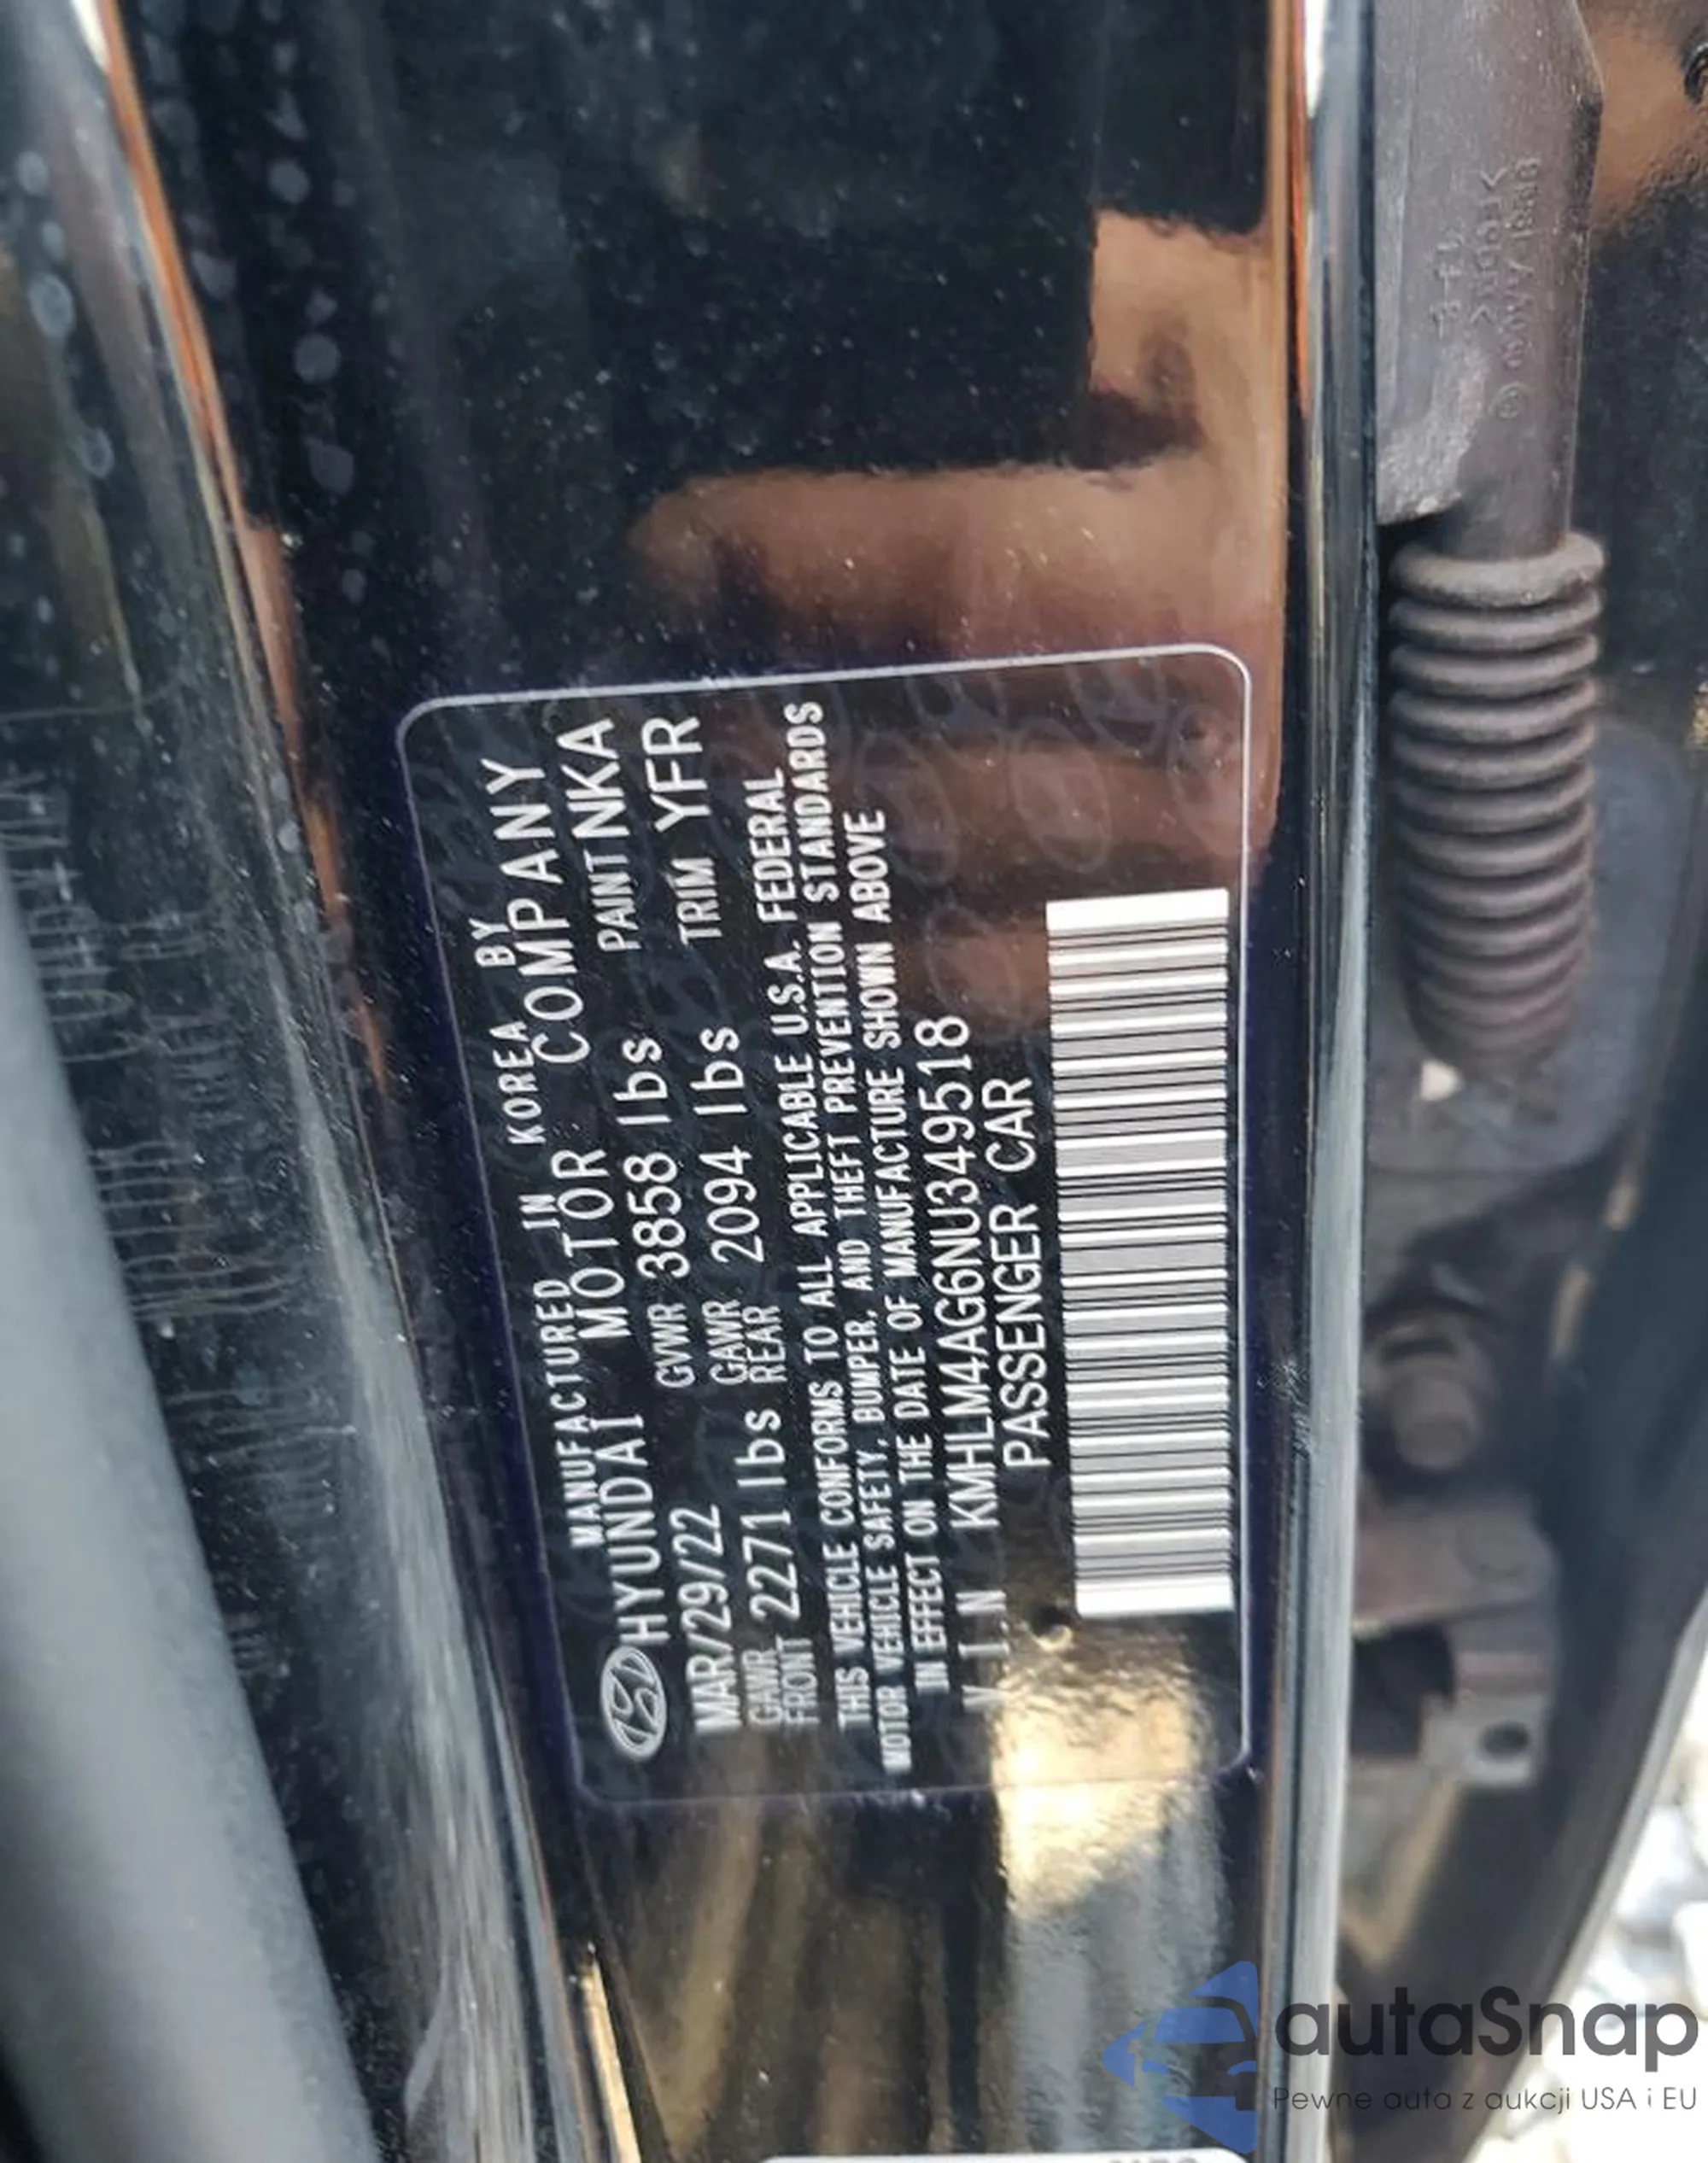 MANUFACTURED IN KOREA BY
HYUNDAI MOTOR COMPANY
MAR/29/22 GVWR 3858 lbs PAINT NKA
GAWR FRONT 2271 lbs GAWR REAR 2094 lbs TRIM YFR
THIS VEHICLE CONFORMS TO ALL APPLICABLE U.S.A. FEDERAL
MOTOR VEHICLE SAFETY, BUMPER, AND THEFT PREVENTION STANDARDS
IN EFFECT ON THE DATE OF MANUFACTURE SHOWN ABOVE
V.I.N KMHLM4AG6NU349518
PASSENGER CAR
autaSnap
Pewne auta z aukcji USA i EU